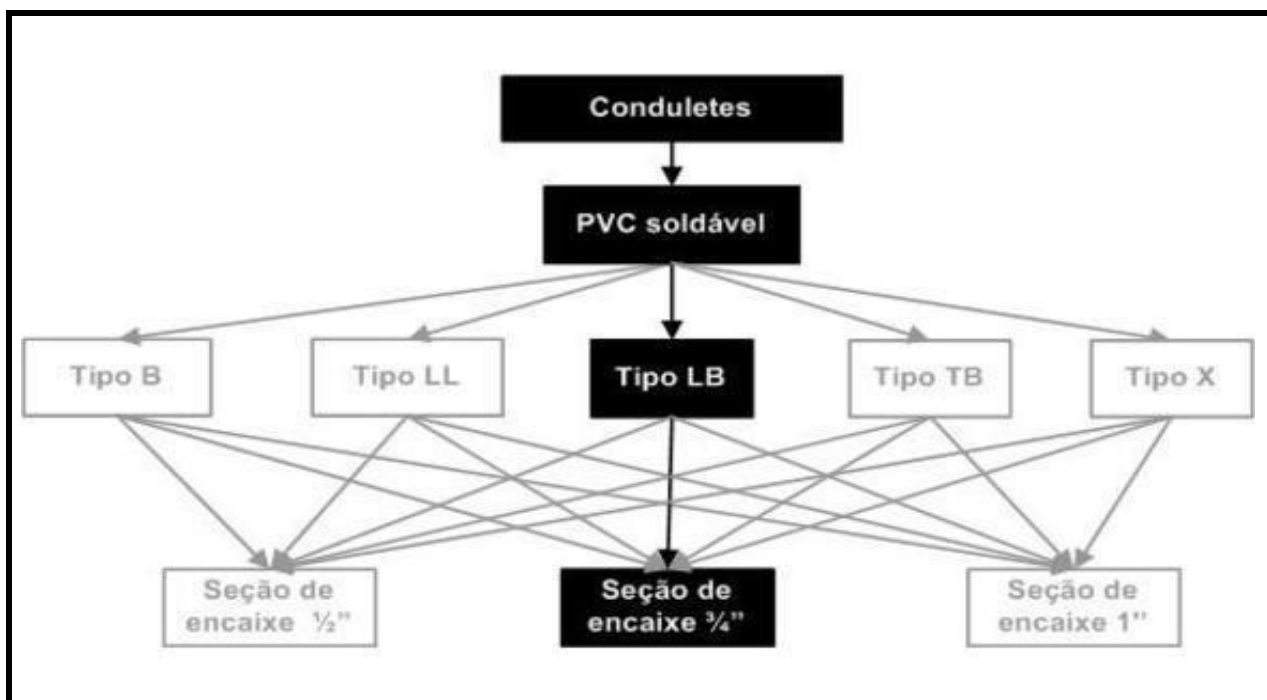 Conduletes
PVC soldável
Tipo B
Tipo LL
Tipo LB
Tipo TB
Tipo X
Seção de
encaixe ½”
Seção de
encaixe ¾”
Seção de
encaixe 1”